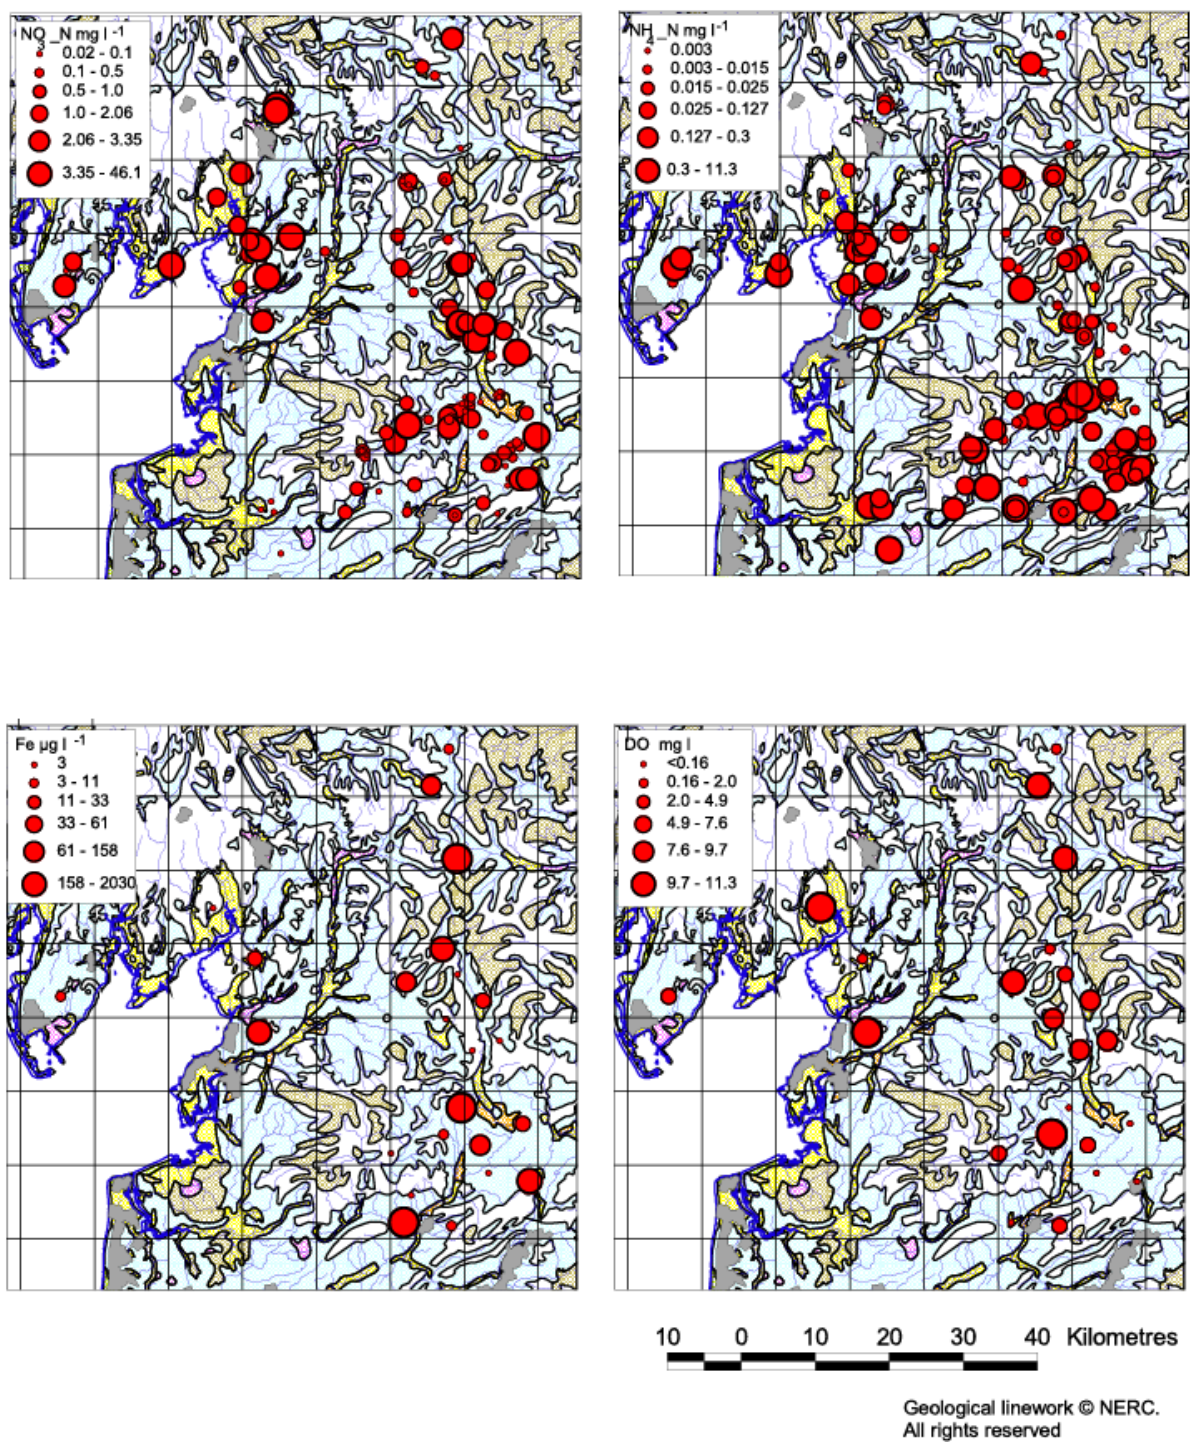 NO3_N mg l -1
0.02 - 0.1
0.1 - 0.5
0.5 - 1.0
1.0 - 2.06
2.06 - 3.35
3.35 - 46.1
NH4_N mg l -1
0.003
0.003 - 0.015
0.015 - 0.025
0.025 - 0.127
0.127 - 0.3
0.3 - 11.3
Fe µg l -1
3
3 - 11
11 - 33
33 - 61
61 - 158
158 - 2030
DO mg l
<0.16
0.16 - 2.0
2.0 - 4.9
4.9 - 7.6
7.6 - 9.7
9.7 - 11.3
10 0 10 20 30 40 Kilometres
Geological linework © NERC.
All rights reserved